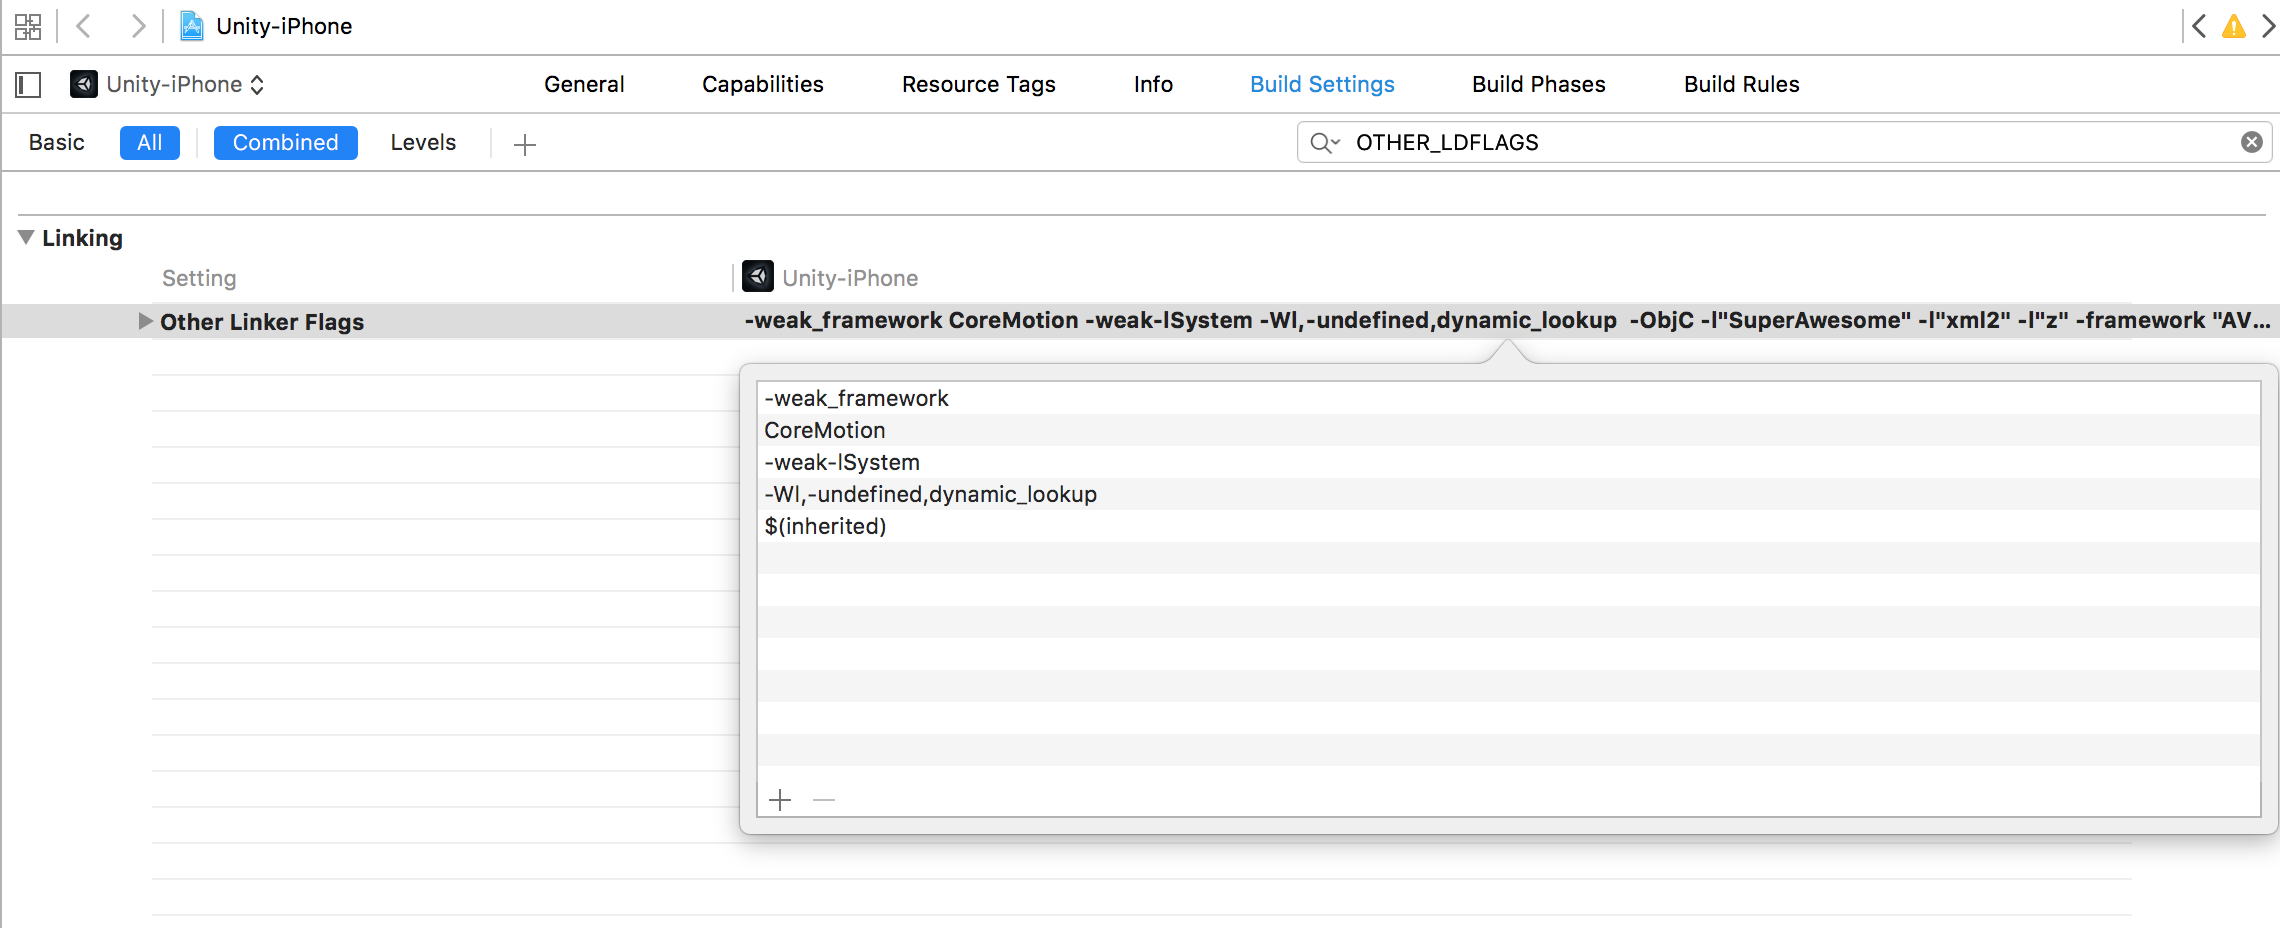 Unity-iPhone
Unity-iPhone General Capabilities Resource Tags Info Build Settings Build Phases Build Rules
Basic All Combined Levels OTHER_LDFLAGS
Linking
Setting Unity-iPhone
Other Linker Flags -weak_framework CoreMotion -weak-lSystem -Wl,-undefined,dynamic_lookup -ObjC -l"SuperAwesome" -l"xml2" -l"z" -framework "AV...
-weak_framework
CoreMotion
-weak-lSystem
-Wl,-undefined,dynamic_lookup
$(inherited)